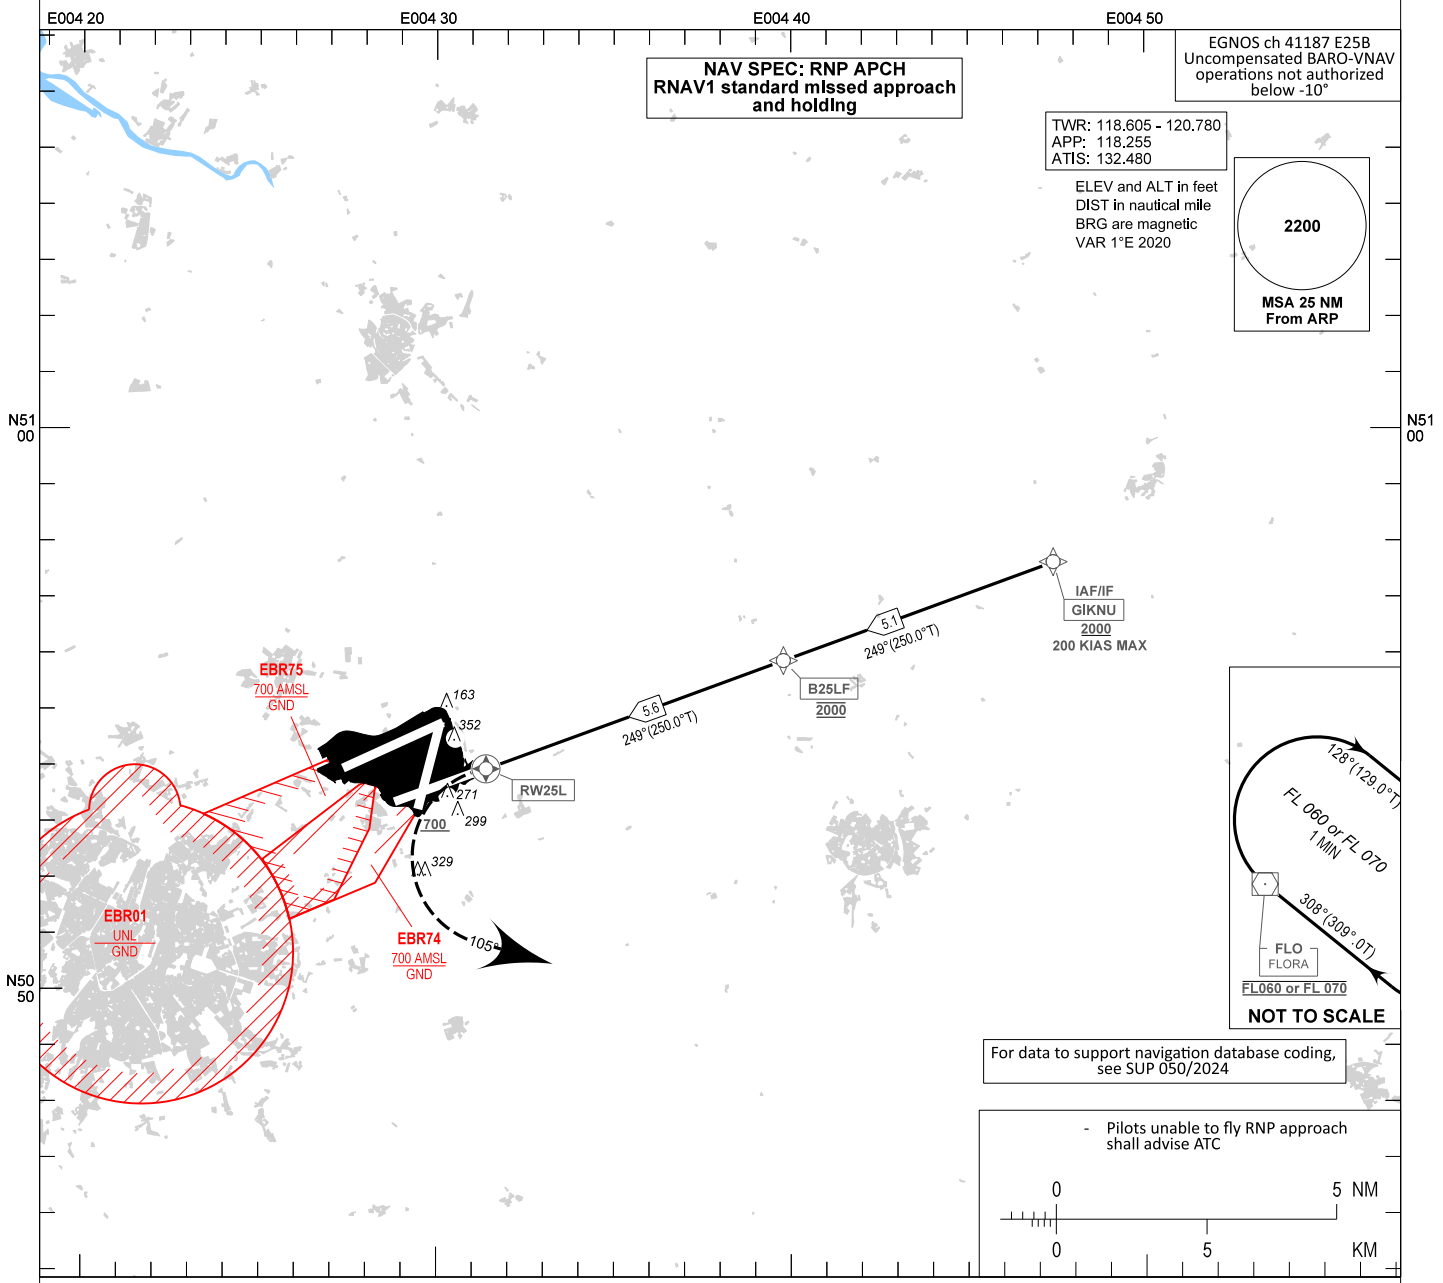 E004 20
E004 30
E004 40
E004 50
EGNOS ch 41187 E25B
Uncompensated BARO-VNAV
operations not authorized
below -10°
NAV SPEC: RNP APCH
RNAV1 standard missed approach
and holding
TWR: 118.605 - 120.780
APP: 118.255
ATIS: 132.480
ELEV and ALT in feet
DIST in nautical mile
BRG are magnetic
VAR 1°E 2020
2200
MSA 25 NM
From ARP
N51
00
N51
00
IAF/IF
GIKNU
2000
200 KIAS MAX
5.1
249°(250.0°T)
B25LF
2000
5.6
249°(250.0°T)
EBR75
700 AMSL
GND
163
352
RW25L
271
299
700
329
128°(129.0°T)
FL 060 or FL 070
1 MIN
308°(309°.0T)
FLO
FLORA
FL060 or FL 070
NOT TO SCALE
EBR01
UNL
GND
EBR74
700 AMSL
GND
105°
N50
50
For data to support navigation database coding,
see SUP 050/2024
- Pilots unable to fly RNP approach
shall advise ATC
0 5 NM
0 5 KM